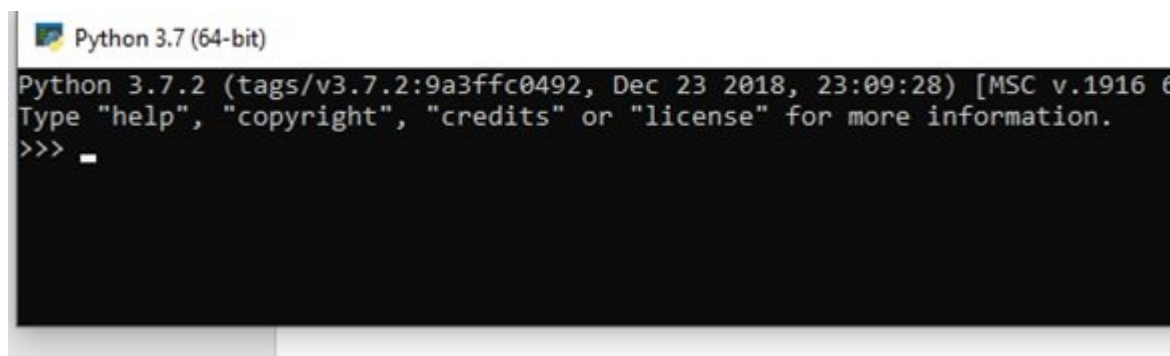 Python 3.7 (64-bit)
Python 3.7.2 (tags/v3.7.2:9a3ffc0492, Dec 23 2018, 23:09:28) [MSC v.1916 6
Type "help", "copyright", "credits" or "license" for more information.
>>>